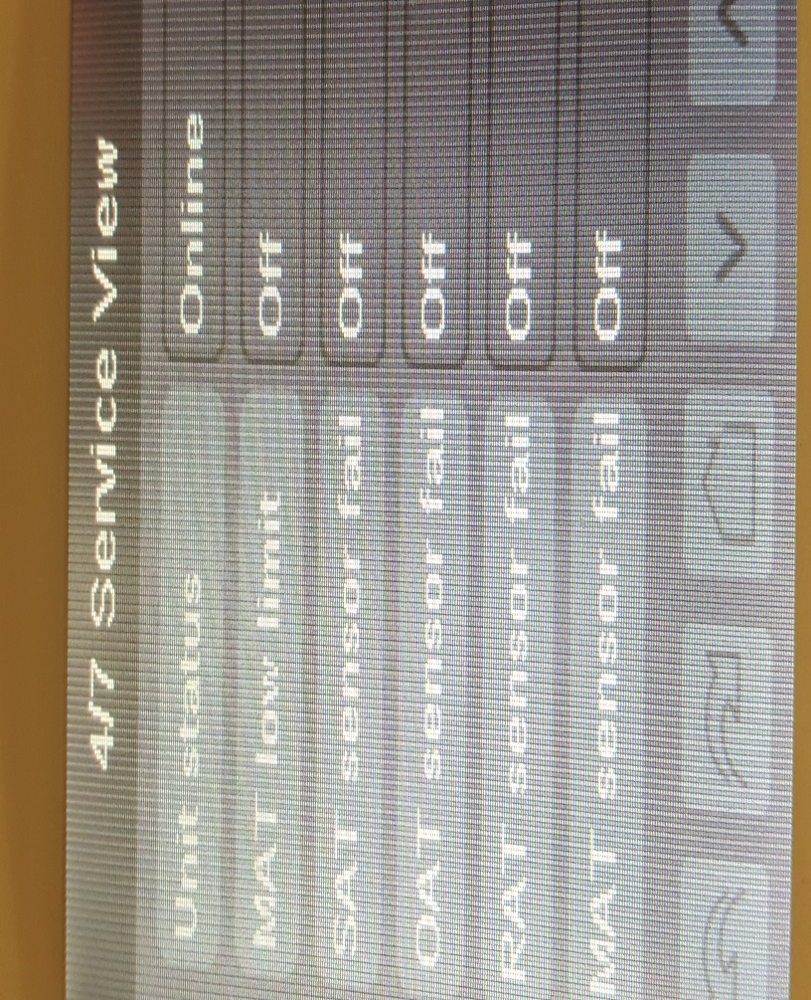 4/7 Service View
Unit status Online
MAT low limit Off
SAT sensor fail Off
OAT sensor fail Off
RAT sensor fail Off
MAT sensor fail Off